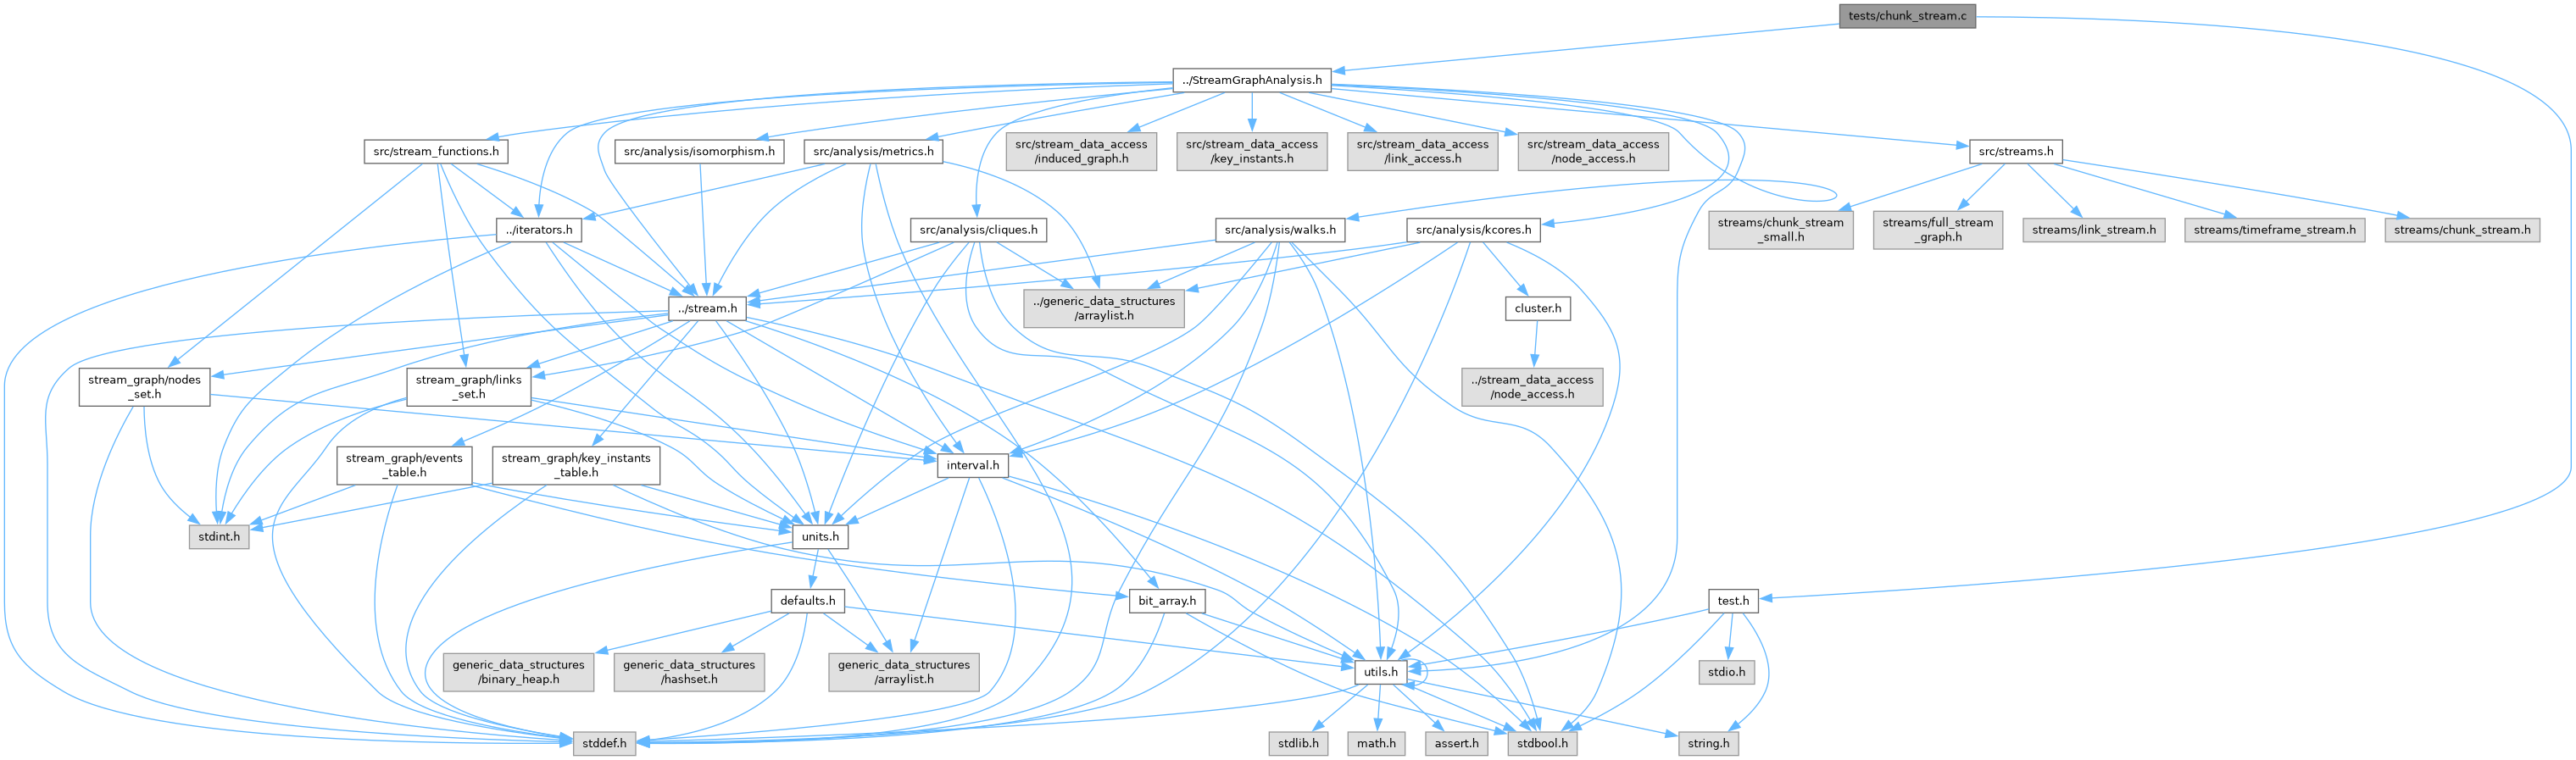 tests/chunk_stream.c
../StreamGraphAnalysis.h
src/stream_functions.h
src/analysis/isomorphism.h
src/analysis/metrics.h
src/stream_data_access
/induced_graph.h
src/stream_data_access
/key_instants.h
src/stream_data_access
/link_access.h
src/stream_data_access
/node_access.h
src/streams.h
../iterators.h
src/analysis/cliques.h
src/analysis/walks.h
src/analysis/kcores.h
streams/chunk_stream
_small.h
streams/full_stream
_graph.h
streams/link_stream.h
streams/timeframe_stream.h
streams/chunk_stream.h
../stream.h
../generic_data_structures
/arraylist.h
cluster.h
stream_graph/nodes
_set.h
stream_graph/links
_set.h
../stream_data_access
/node_access.h
stream_graph/events
_table.h
stream_graph/key_instants
_table.h
interval.h
stdint.h
units.h
defaults.h
bit_array.h
test.h
generic_data_structures
/binary_heap.h
generic_data_structures
/hashset.h
generic_data_structures
/arraylist.h
utils.h
stdio.h
stddef.h
stdlib.h
math.h
assert.h
stdbool.h
string.h